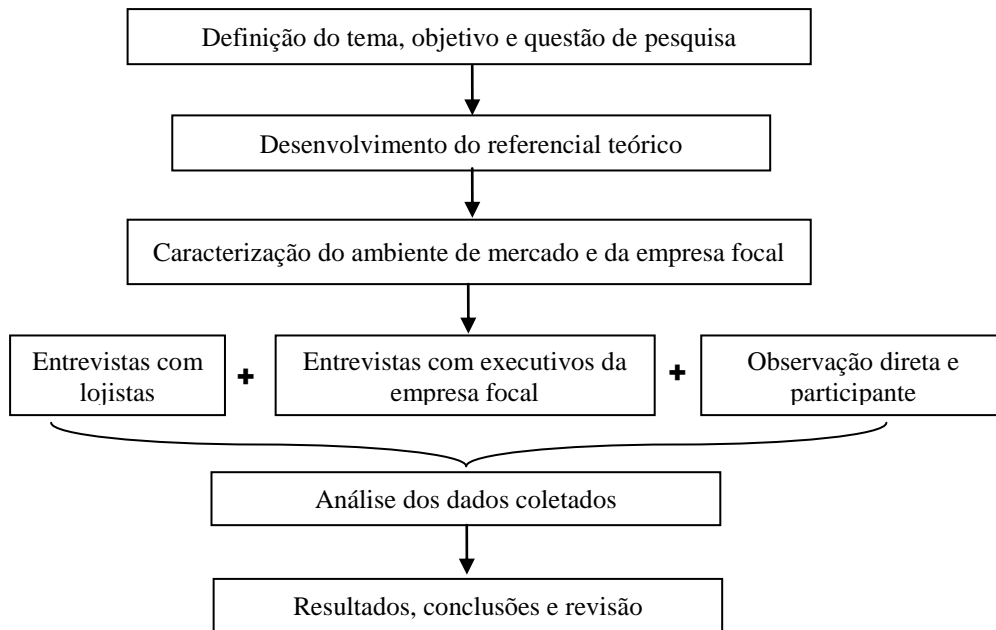 Definição do tema, objetivo e questão de pesquisa
Desenvolvimento do referencial teórico
Caracterização do ambiente de mercado e da empresa focal
Entrevistas com
lojistas
+
Entrevistas com executivos da
empresa focal
+
Observação direta e
participante
Análise dos dados coletados
Resultados, conclusões e revisão